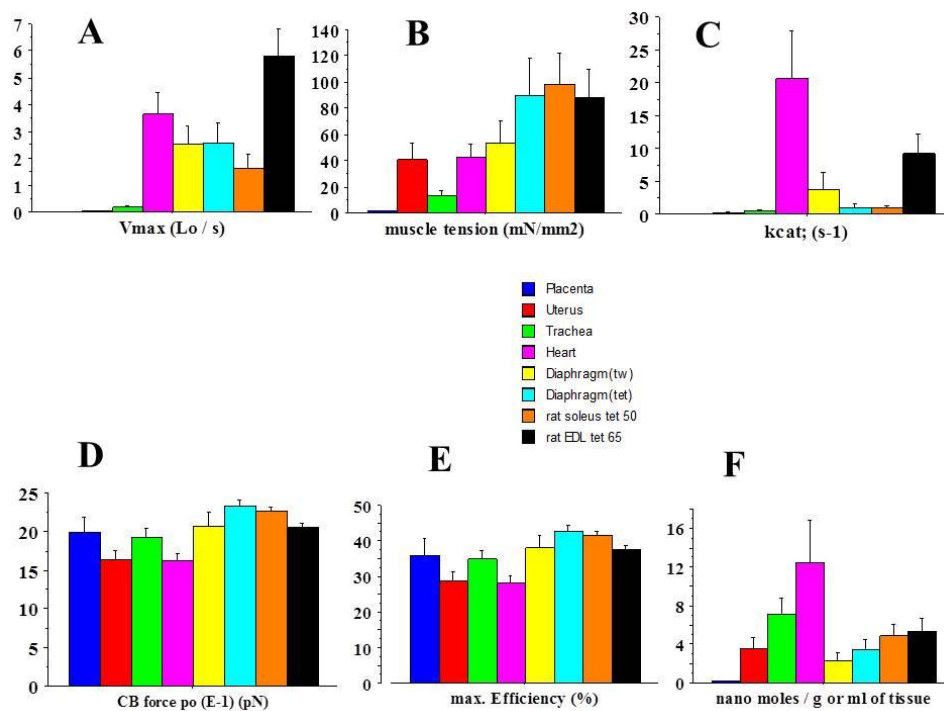 A
B
C
7
6
5
4
3
2
1
0
140
120
100
80
60
40
20
0
30
25
20
15
10
5
0
Vmax (Lo / s)
muscle tension (mN/mm2)
kcat; (s-1)
Placenta
Uterus
Trachea
Heart
Diaphragm(tw)
Diaphragm(tet)
rat soleus tet 50
rat EDL tet 65
D
E
F
25
20
15
10
5
0
50
40
30
20
10
0
16
12
8
4
0
CB force po (E-1) (pN)
max. Efficiency (%)
nano moles / g or ml of tissue